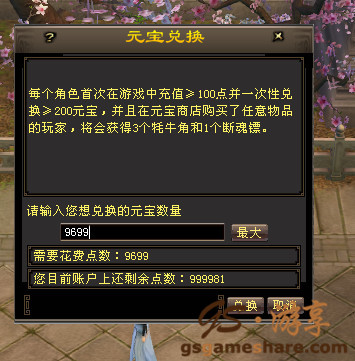 元宝兑换
每个角色首次在游戏中充值≥100点并一次性兑
换≥200元宝，并且在元宝商店购买了任意物品
的玩家，将会获得3个牦牛角和1个断魂镖。
请输入您想兑换的元宝数量
9699
最大
需要花费点数：9699
您目前账户上还剩余点数：999981
兑换
取消
游享
gsgameshare.com